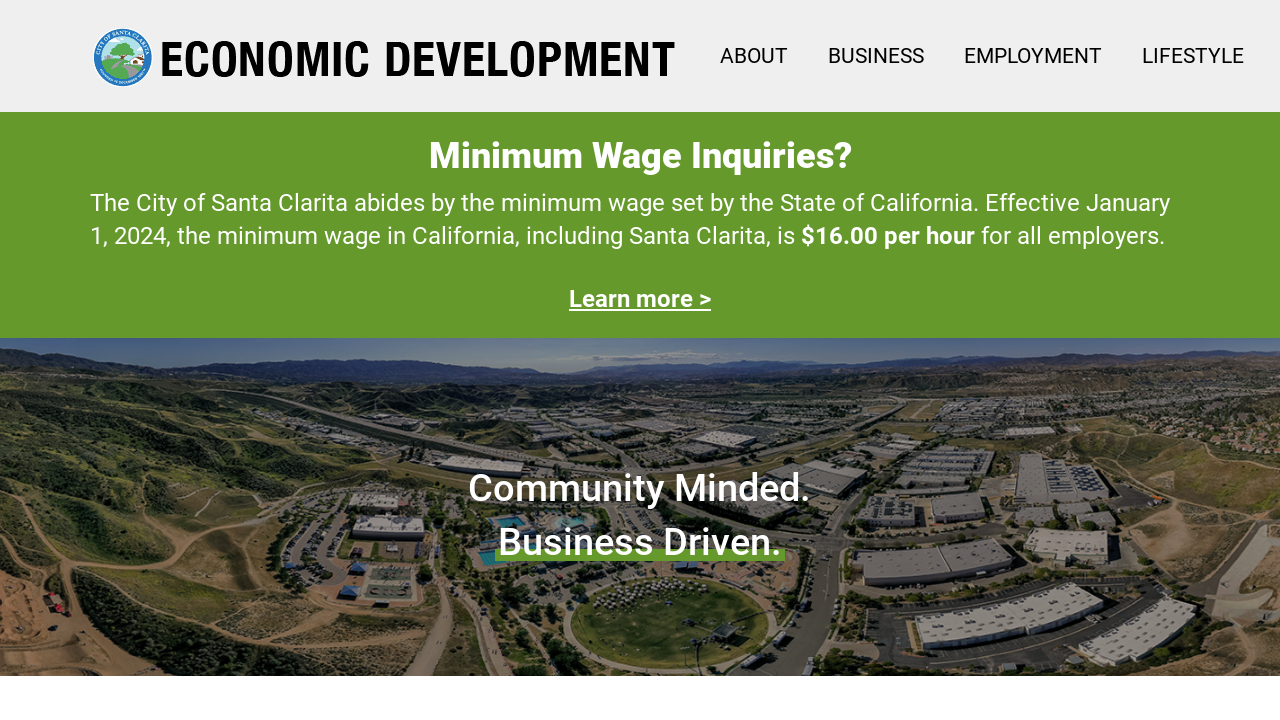 CITY OF SANTA CLARITA
ECONOMIC DEVELOPMENT
ABOUT
BUSINESS
EMPLOYMENT
LIFESTYLE
Minimum Wage Inquiries?
The City of Santa Clarita abides by the minimum wage set by the State of California. Effective January
1, 2024, the minimum wage in California, including Santa Clarita, is $16.00 per hour for all employers.
Learn more >
Community Minded.
Business Driven.